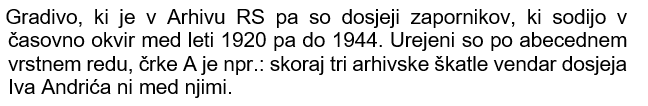 Gradivo, ki je v Arhivu RS pa so dosjeji zapornikov, ki sodijo v
časovno okvir med leti 1920 pa do 1944. Urejeni so po abecednem
vrstnem redu, črke A je npr.: skoraj tri arhivske škatle vendar dosjeja
Iva Andrića ni med njimi.